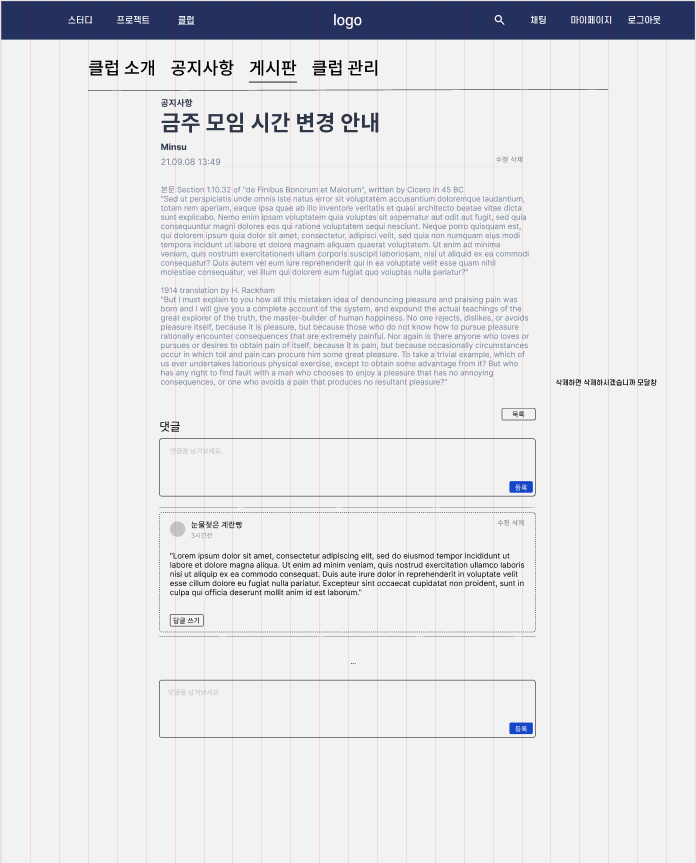 스터디 프로젝트 클럽 logo 채팅 마이페이지 로그아웃
클럽 소개 공지사항 게시판 클럽 관리
공지사항
금주 모임 시간 변경 안내
Minsu
21.09.08 13:49
수정 삭제
본문 Section 1.10.32 of "de Finibus Bonorum et Malorum", written by Cicero in 45 BC
"Sed ut perspiciatis unde omnis iste natus error sit voluptatem accusantium doloremque laudantium,
totam rem aperiam, eaque ipsa quae ab illo inventore veritatis et quasi architecto beatae vitae dicta
sunt explicabo. Nemo enim ipsam voluptatem quia voluptas sit aspernatur aut odit aut fugit, sed quia
consequuntur magni dolores eos qui ratione voluptatem sequi nesciunt. Neque porro quisquam est,
qui dolorem ipsum quia dolor sit amet, consectetur, adipisci velit, sed quia non numquam eius modi
tempora incidunt ut labore et dolore magnam aliquam quaerat voluptatem. Ut enim ad minima
veniam, quis nostrum exercitationem ullam corporis suscipit laboriosam, nisi ut aliquid ex ea commodi
consequatur? Quis autem vel eum iure reprehenderit qui in ea voluptate velit esse quam nihil
molestiae consequatur, vel illum qui dolorem eum fugiat quo voluptas nulla pariatur?"
1914 translation by H. Rackham
"But I must explain to you how all this mistaken idea of denouncing pleasure and praising pain was
born and I will give you a complete account of the system, and expound the actual teachings of the
great explorer of the truth, the master-builder of human happiness. No one rejects, dislikes, or avoids
pleasure itself, because it is pleasure, but because those who do not know how to pursue pleasure
rationally encounter consequences that are extremely painful. Nor again is there anyone who loves or
pursues or desires to obtain pain of itself, because it is pain, but because occasionally circumstances
occur in which toil and pain can procure him some great pleasure. To take a trivial example, which of
us ever undertakes laborious physical exercise, except to obtain some advantage from it? But who
has any right to find fault with a man who chooses to enjoy a pleasure that has no annoying
consequences, or one who avoids a pain that produces no resultant pleasure?"
삭제하면 삭제하시겠습니까 모달창
목록
댓글
댓글을 남겨보세요.
등록
눈물젖은 계란빵
수정 삭제
3시간전
"Lorem ipsum dolor sit amet, consectetur adipiscing elit, sed do eiusmod tempor incididunt ut
labore et dolore magna aliqua. Ut enim ad minim veniam, quis nostrud exercitation ullamco laboris
nisi ut aliquip ex ea commodo consequat. Duis aute irure dolor in reprehenderit in voluptate velit
esse cillum dolore eu fugiat nulla pariatur. Excepteur sint occaecat cupidatat non proident, sunt in
culpa qui officia deserunt mollit anim id est laborum."
답글 쓰기
...
댓글을 남겨보세요
등록